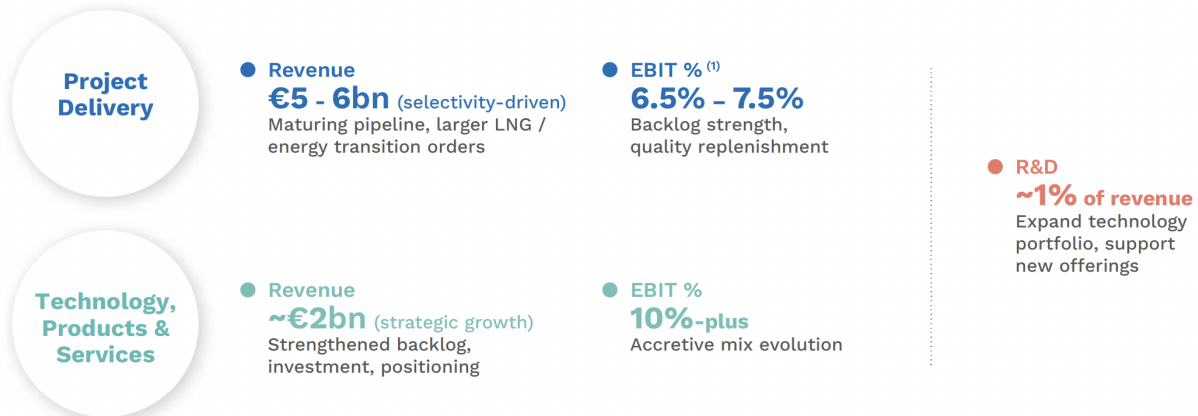 Project
Delivery
Revenue
€5 - 6bn (selectivity-driven)
Maturing pipeline, larger LNG /
energy transition orders
EBIT % (1)
6.5% – 7.5%
Backlog strength,
quality replenishment
Technology,
Products &
Services
Revenue
~€2bn (strategic growth)
Strengthened backlog,
investment, positioning
EBIT %
10%-plus
Accretive mix evolution
R&D
~1% of revenue
Expand technology
portfolio, support
new offerings